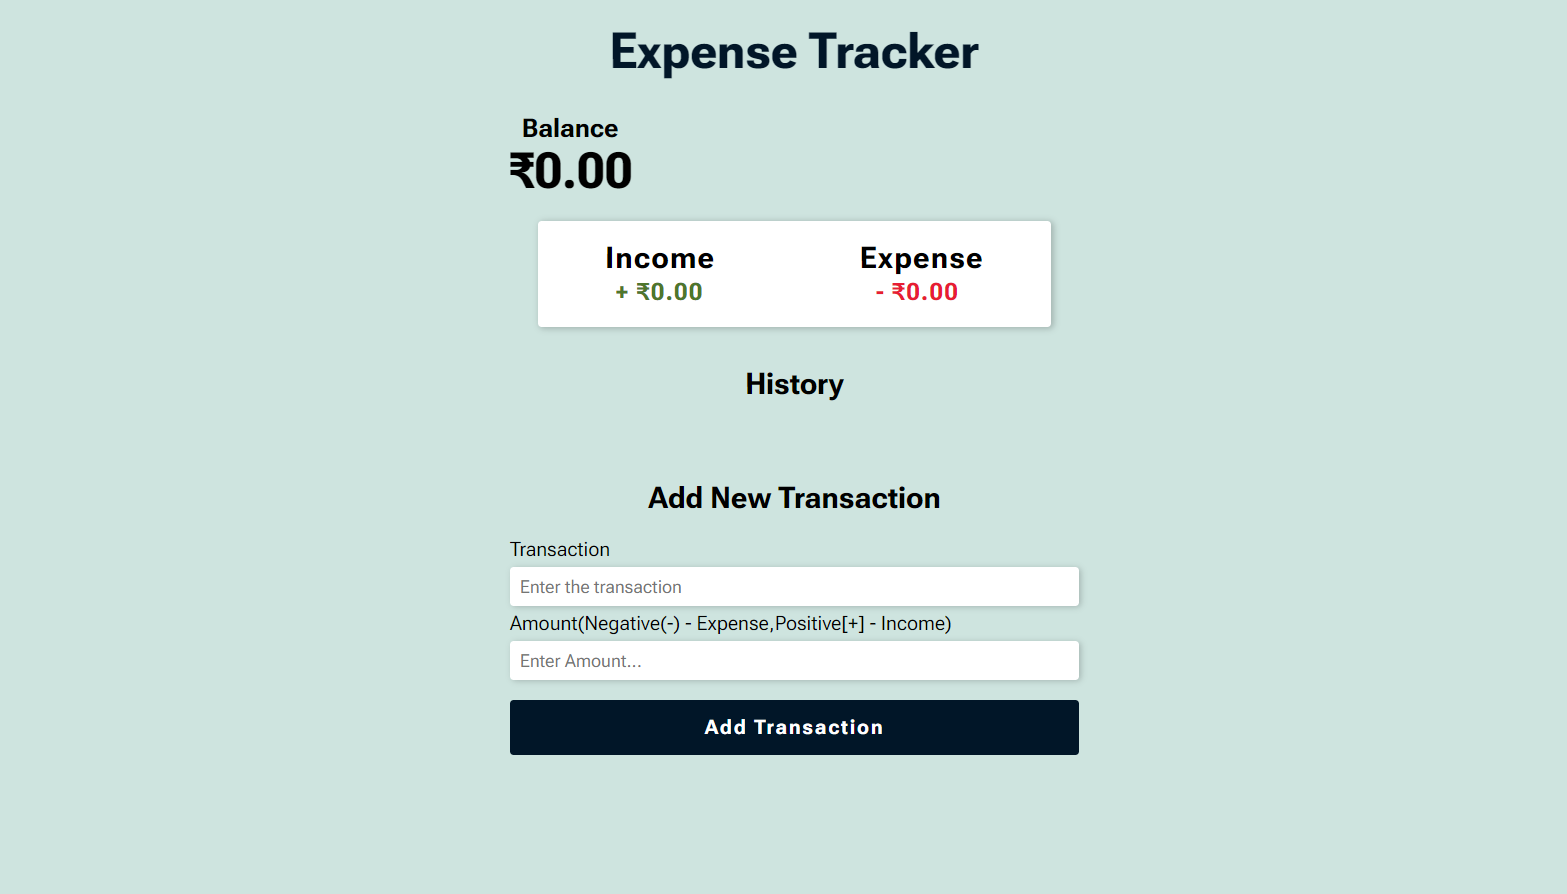 Expense Tracker
Balance
₹0.00
Income Expense
+ ₹0.00 - ₹0.00
History
Add New Transaction
Transaction
Enter the transaction
Amount(Negative(-) - Expense,Positive[+] - Income)
Enter Amount...
Add Transaction